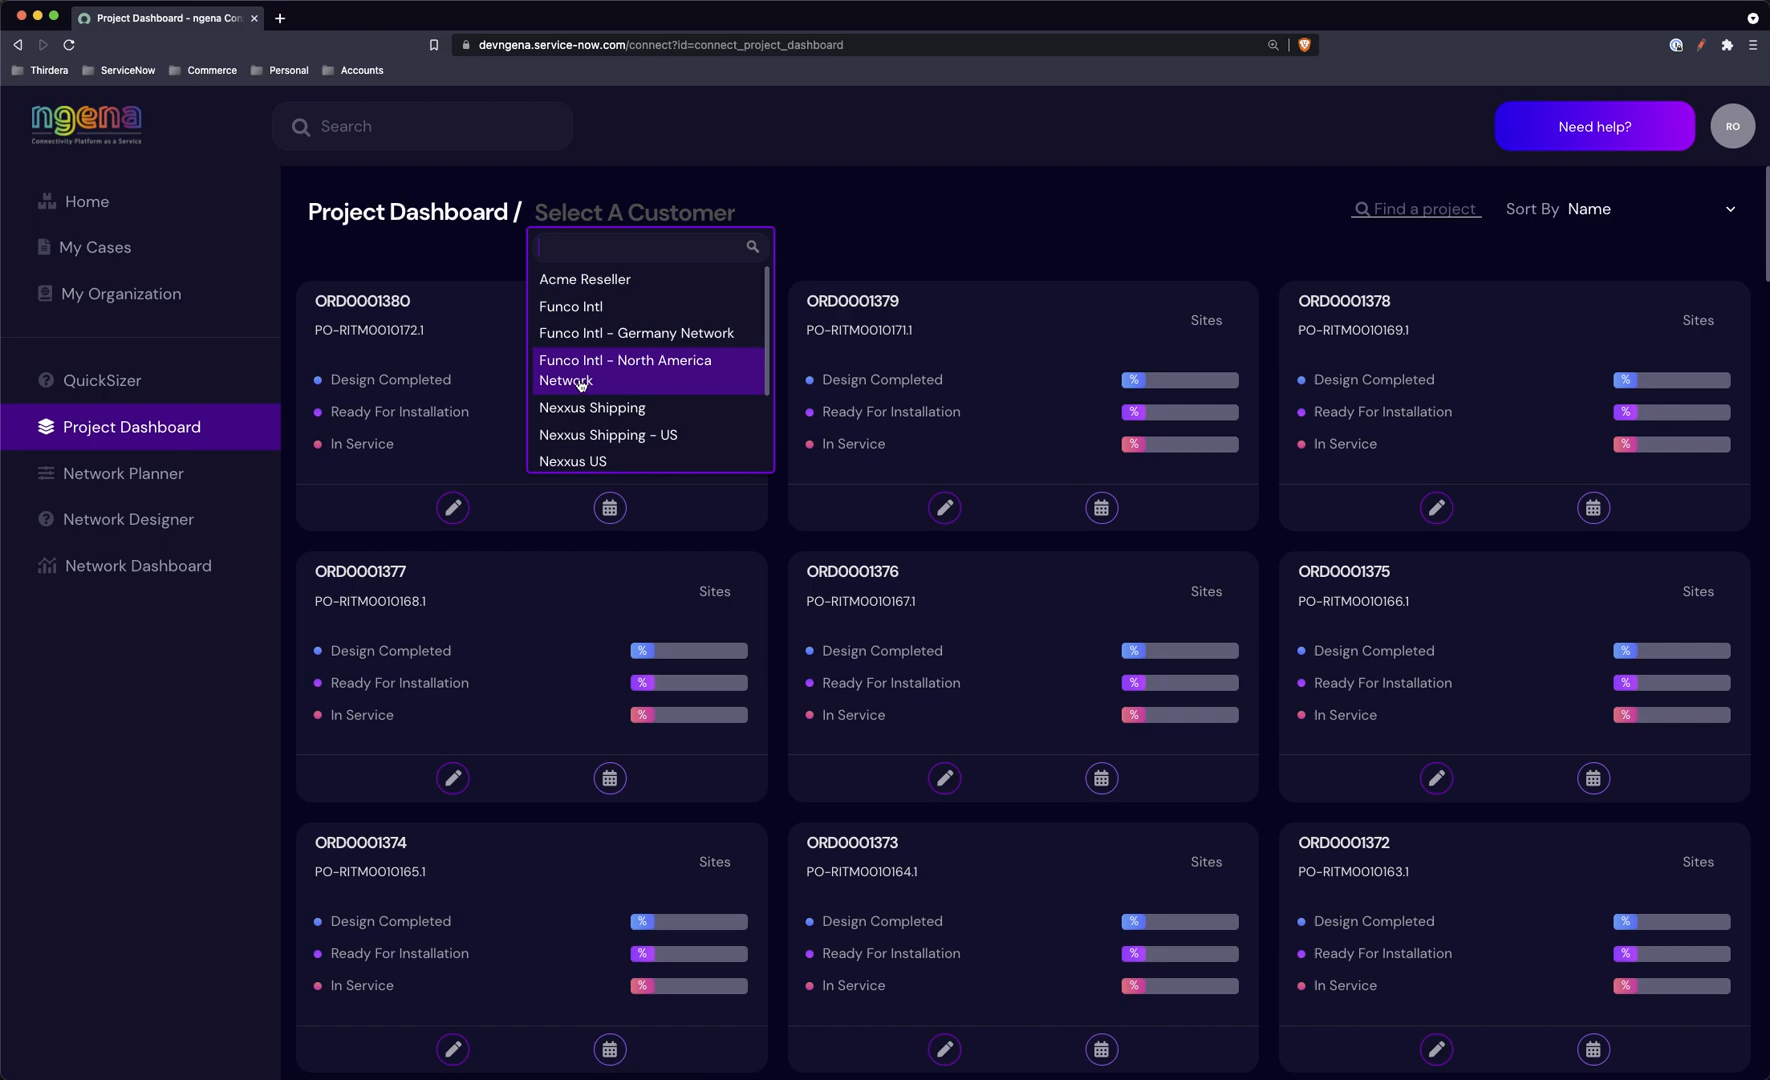 Project Dashboard - ngena Con
devngena.service-now.com/connect?id=connect_project_dashboard
Thirdera
ServiceNow
Commerce
Personal
Accounts
ngena
Connectivity Platform as a Service
Search
Need help?
RO
Home
My Cases
My Organization
QuickSizer
Project Dashboard
Network Planner
Network Designer
Network Dashboard
Project Dashboard / Select A Customer
Find a project
Sort By Name
Acme Reseller
Funco Intl
Funco Intl - Germany Network
Funco Intl - North America
Network
Nexxus Shipping
Nexxus Shipping - US
Nexxus US
ORD0001380
PO-RITM0010172.1
Design Completed
Ready For Installation
In Service
ORD0001379
PO-RITM0010171.1
Sites
Design Completed %
Ready For Installation %
In Service %
ORD0001378
PO-RITM0010169.1
Sites
Design Completed %
Ready For Installation %
In Service %
ORD0001377
PO-RITM0010168.1
Sites
Design Completed %
Ready For Installation %
In Service %
ORD0001376
PO-RITM0010167.1
Sites
Design Completed %
Ready For Installation %
In Service %
ORD0001375
PO-RITM0010166.1
Sites
Design Completed %
Ready For Installation %
In Service %
ORD0001374
PO-RITM0010165.1
Sites
Design Completed %
Ready For Installation %
In Service %
ORD0001373
PO-RITM0010164.1
Sites
Design Completed %
Ready For Installation %
In Service %
ORD0001372
PO-RITM0010163.1
Sites
Design Completed %
Ready For Installation %
In Service %